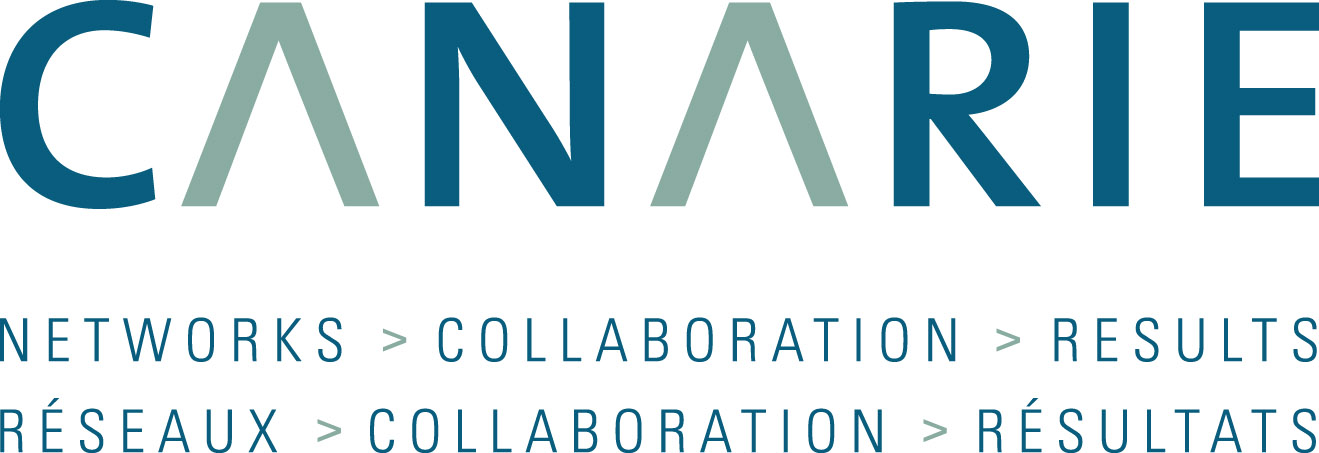 CANARIE
NETWORKS > COLLABORATION > RESULTS
RÉSEAUX > COLLABORATION > RÉSULTATS